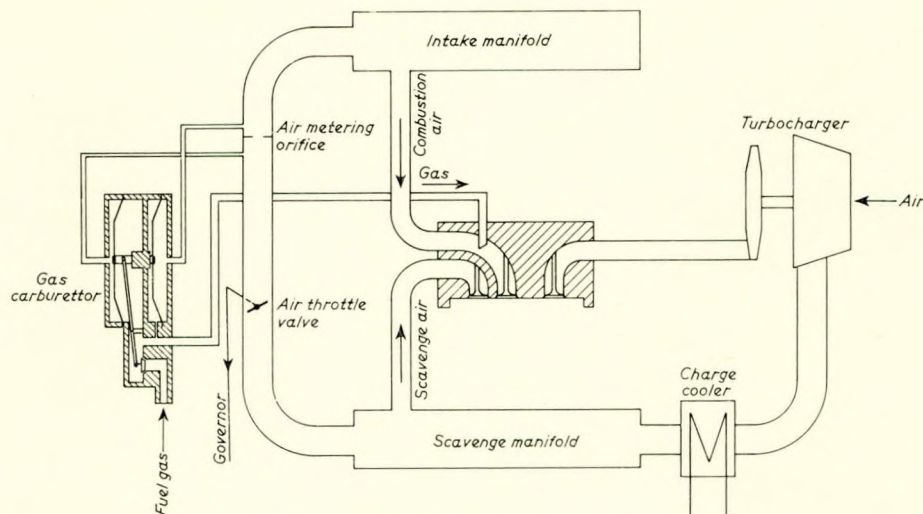 Intake manifold
Combustion
air
Air metering
orifice
Gas
Turbocharger
Air
Gas
carburettor
Air throttle
valve
Scavenge air
Governor
Fuel gas
Charge
cooler
Scavenge manifold